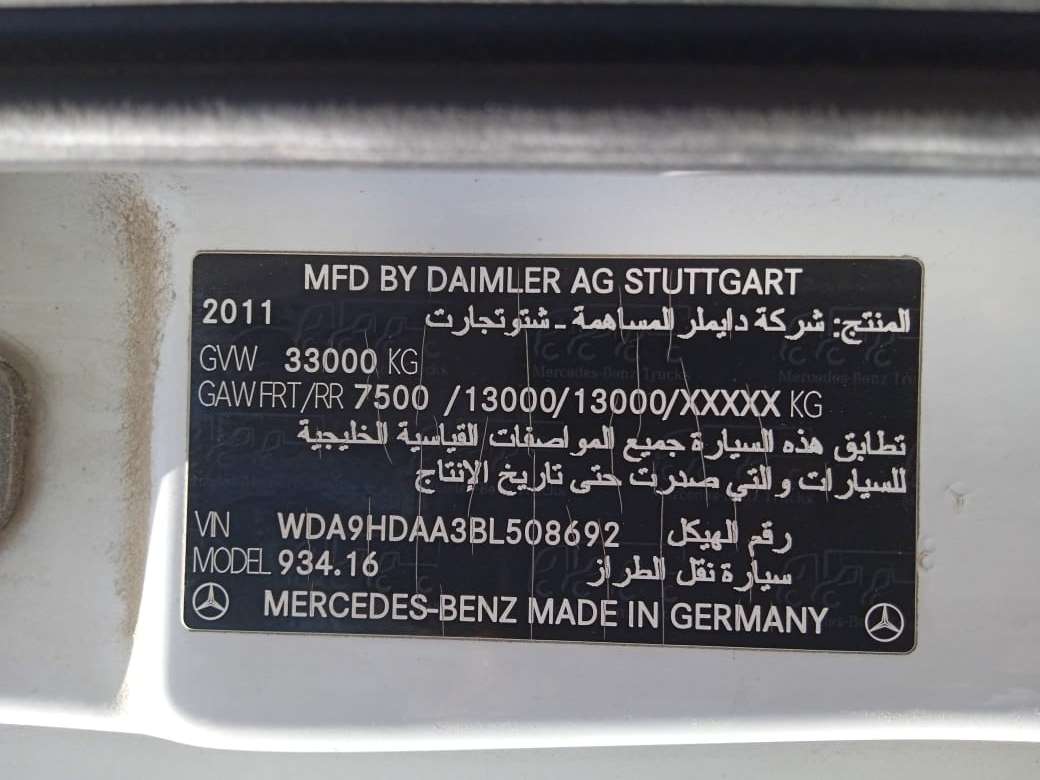 MFD BY DAIMLER AG STUTTGART
2011 المنتج: شركة دايملر المساهمة - شتوتجارت
GVW 33000 KG
GAW FRT/RR 7500 /13000/13000/XXXXX KG
تطابق هذه السيارة جميع المواصفات القياسية الخليجية
للسيارات والتي صدرت حتى تاريخ الإنتاج
VIN WDA9HDAA3BL508692 رقم الهيكل
MODEL 934.16 سيارة نقل الطراز
MERCEDES-BENZ MADE IN GERMANY